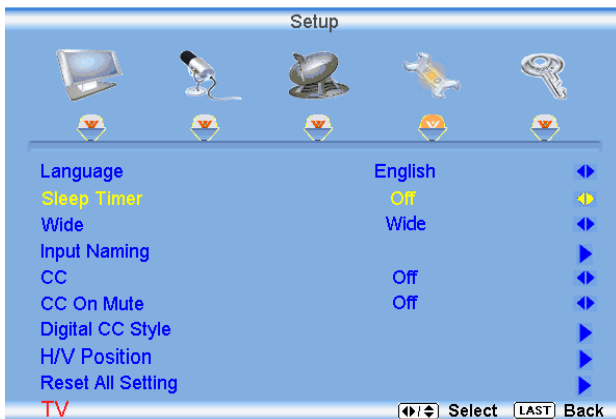 Setup
Language English
Sleep Timer Off
Wide Wide
Input Naming
CC Off
CC On Mute Off
Digital CC Style
H/V Position
Reset All Setting
TV Select LAST Back